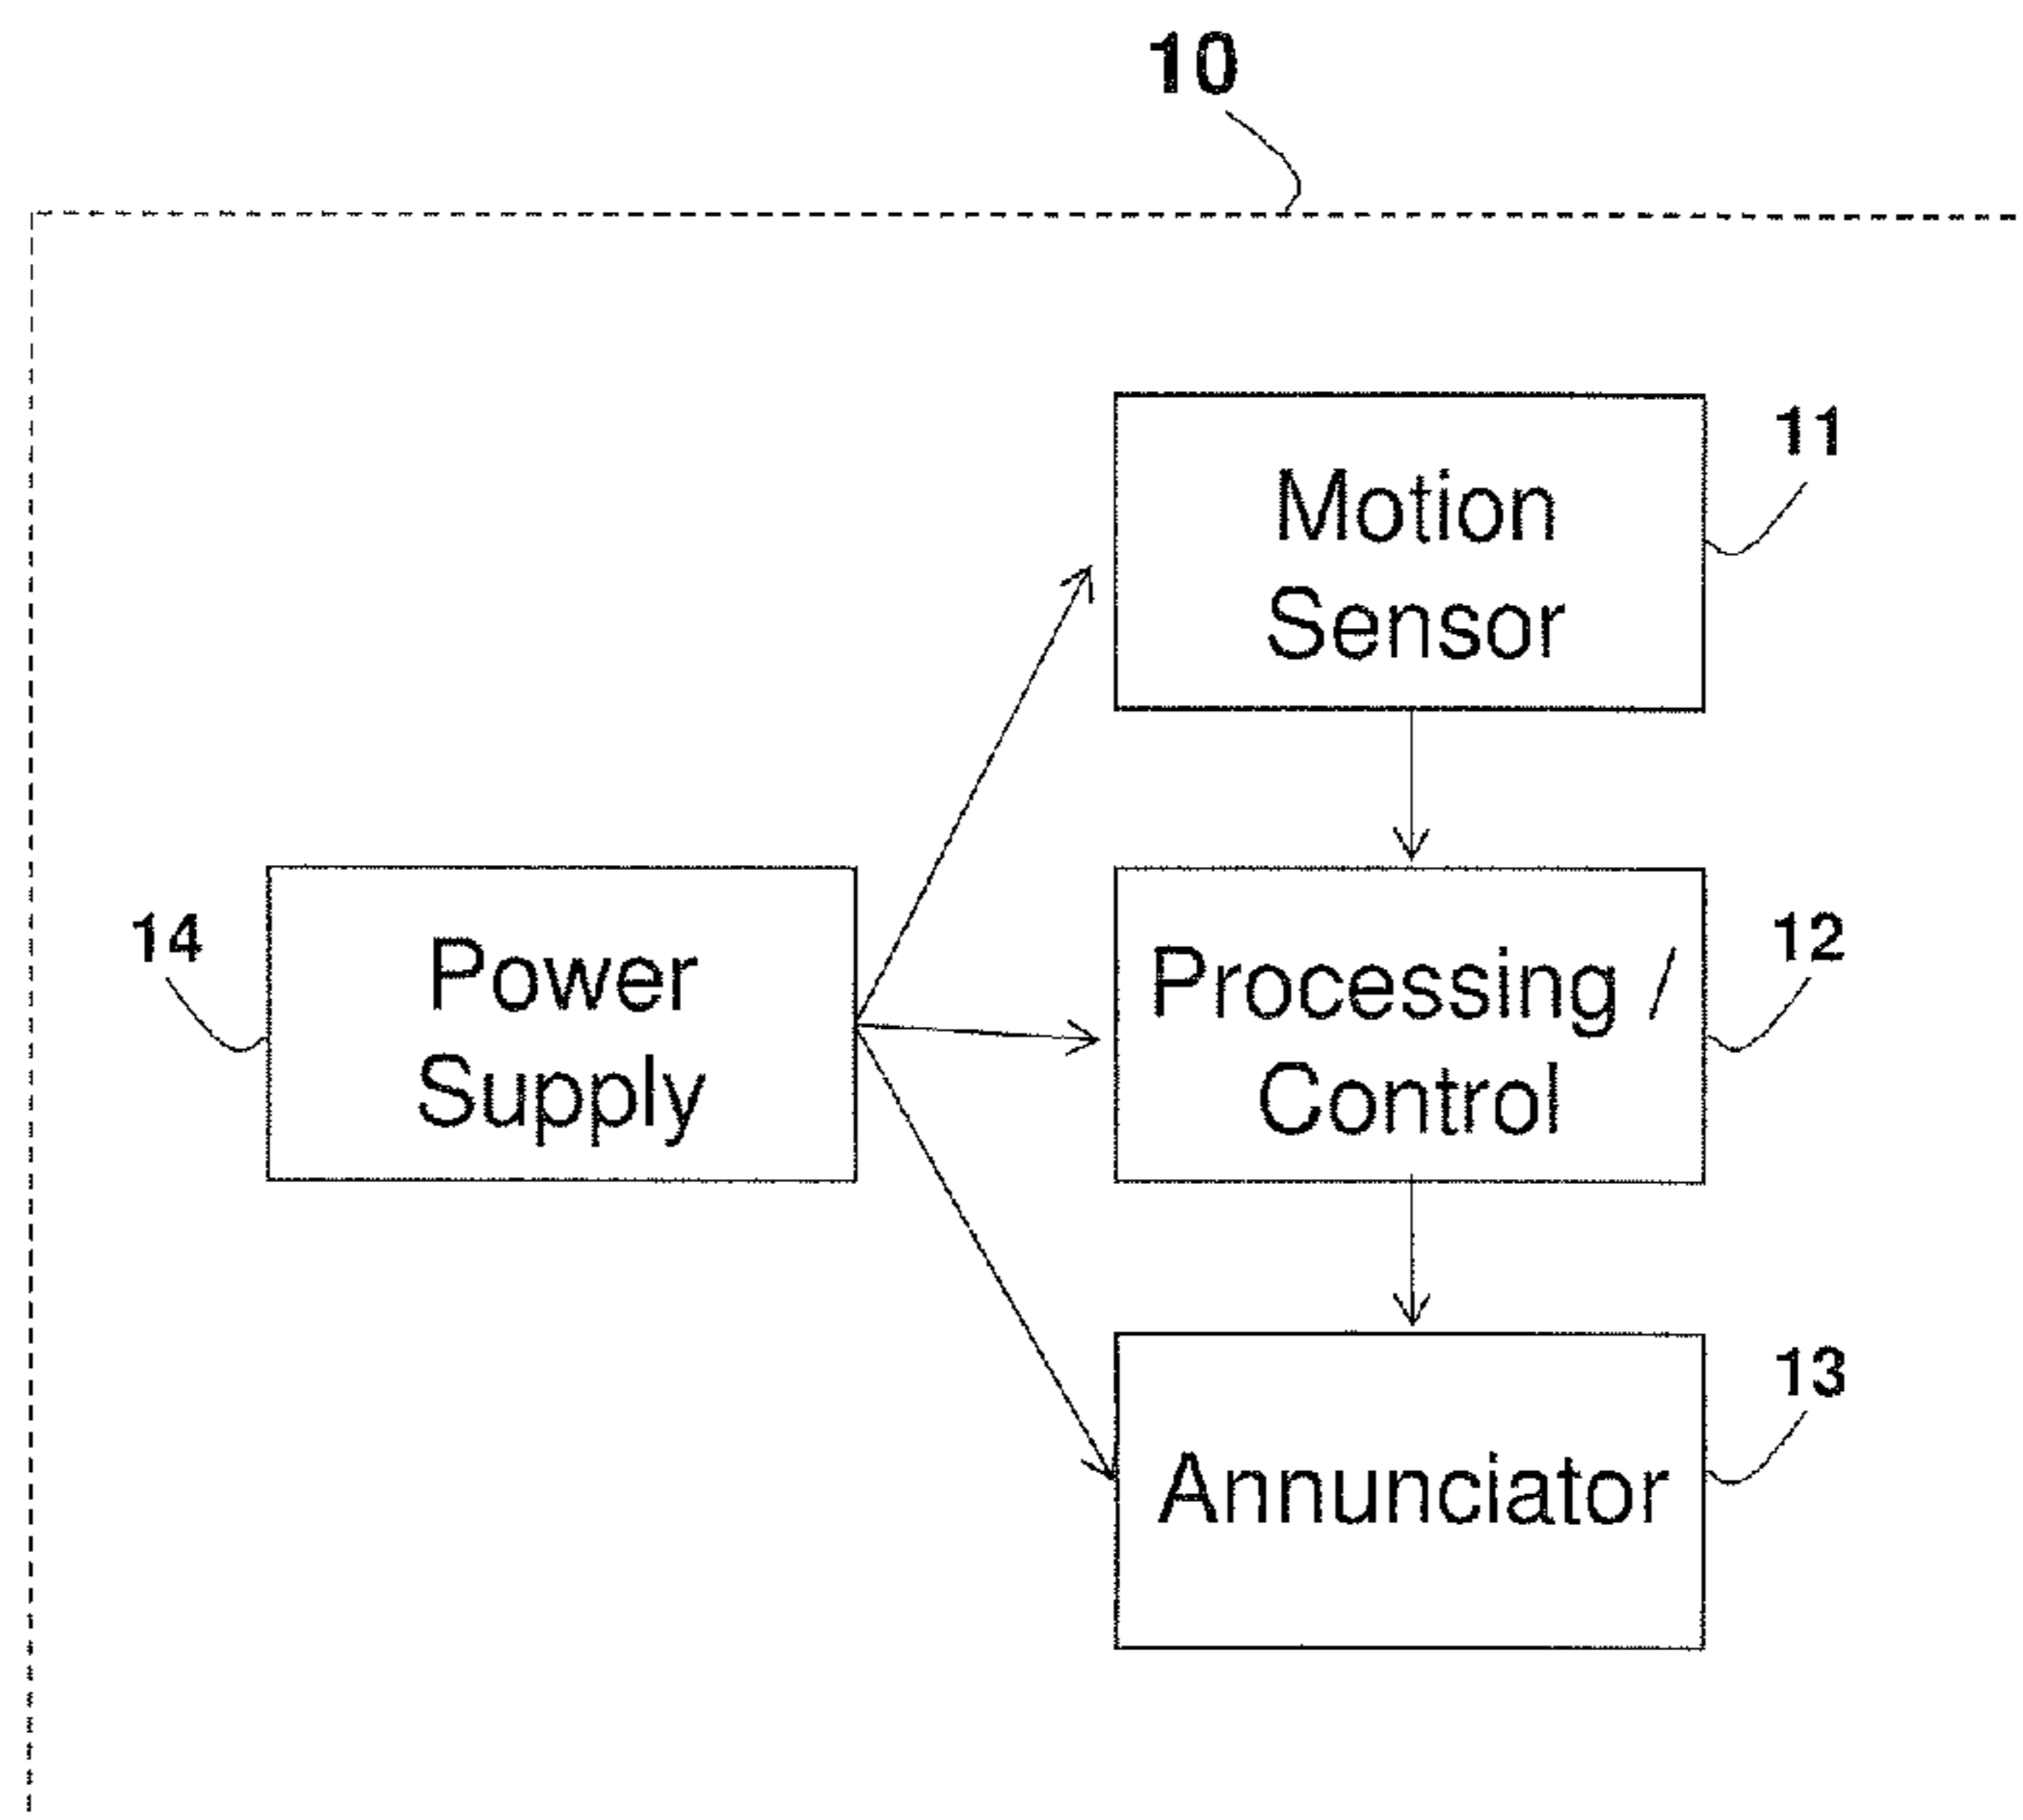 10
11
Motion
Sensor
14
Power
Supply
12
Processing /
Control
13
Annunciator